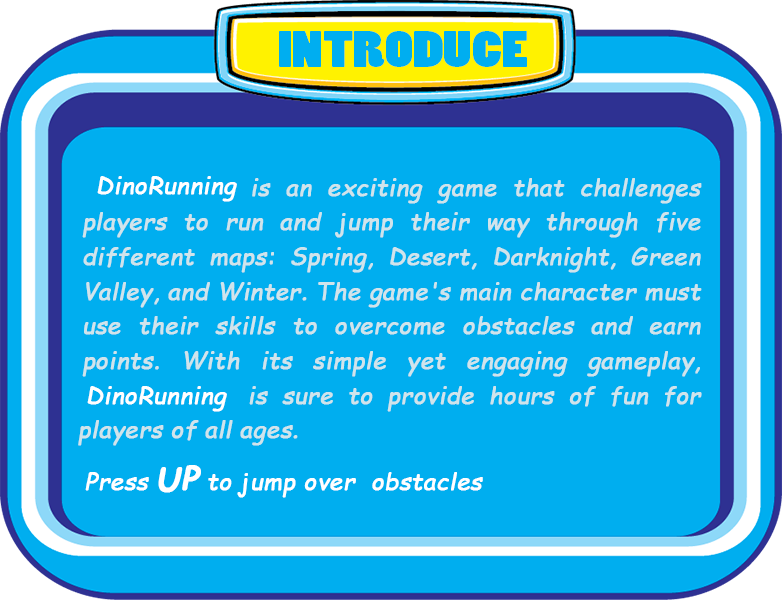 INTRODUCE
DinoRunning is an exciting game that challenges
players to run and jump their way through five
different maps: Spring, Desert, Darknight, Green
Valley, and Winter. The game's main character must
use their skills to overcome obstacles and earn
points. With its simple yet engaging gameplay,
DinoRunning is sure to provide hours of fun for
players of all ages.
Press UP to jump over obstacles